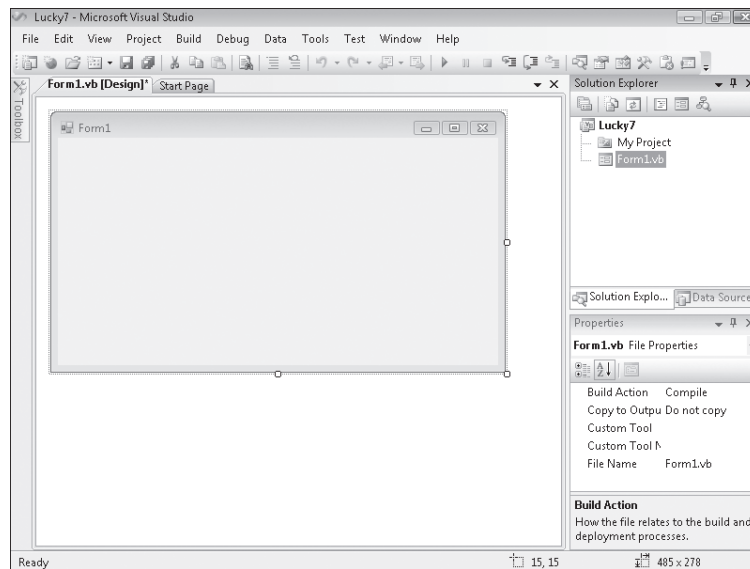 Lucky7 - Microsoft Visual Studio
File Edit View Project Build Debug Data Tools Test Window Help
Form1.vb [Design]* Start Page
Toolbox
Form1
Solution Explorer
Lucky7
My Project
Form1.vb
Solution Explo... Data Source
Properties
Form1.vb File Properties
Build Action Compile
Copy to Outpu Do not copy
Custom Tool
Custom Tool N
File Name Form1.vb
Build Action
How the file relates to the build and
deployment processes.
Ready 15, 15 485 x 278